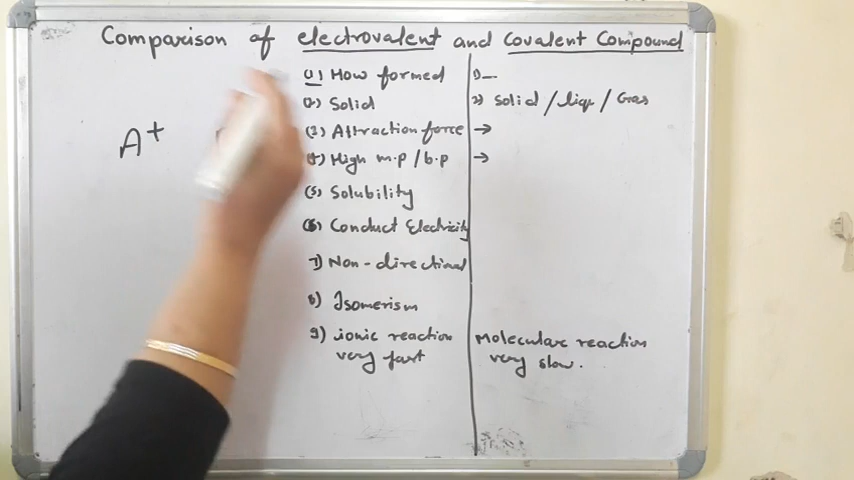 Comparison of electrovalent and Covalent Compound
(1) How formed
1)—
(2) Solid
2) Solid / liq. / Gas
(3) Attraction force
→
(4) High m.p / b.p
→
(5) Solubility
(6) Conduct Electricity
7) Non-directional
8) Isomerism
9) ionic reaction
very fast
Molecular reaction
very slow.
A+